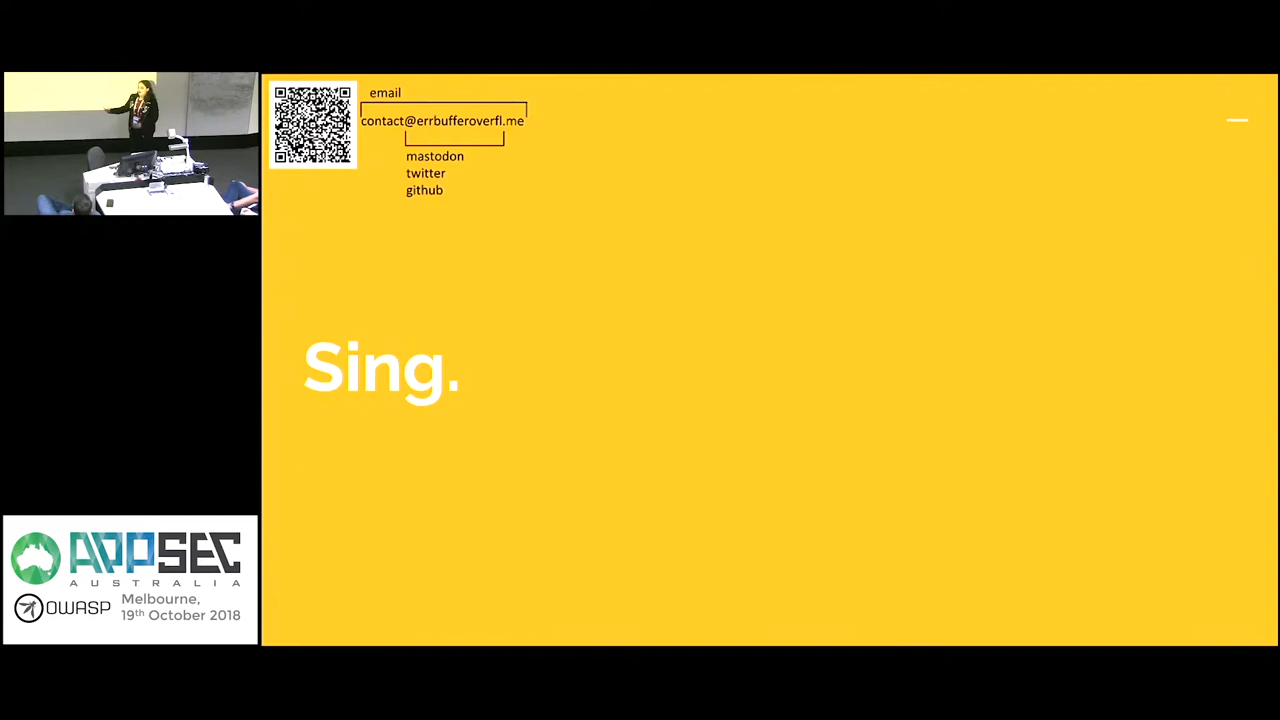 email
contact@errbufferoverfl.me
mastodon
twitter
github
Sing.
APPSEC
AUSTRALIA
OWASP
Melbourne,
19th October 2018